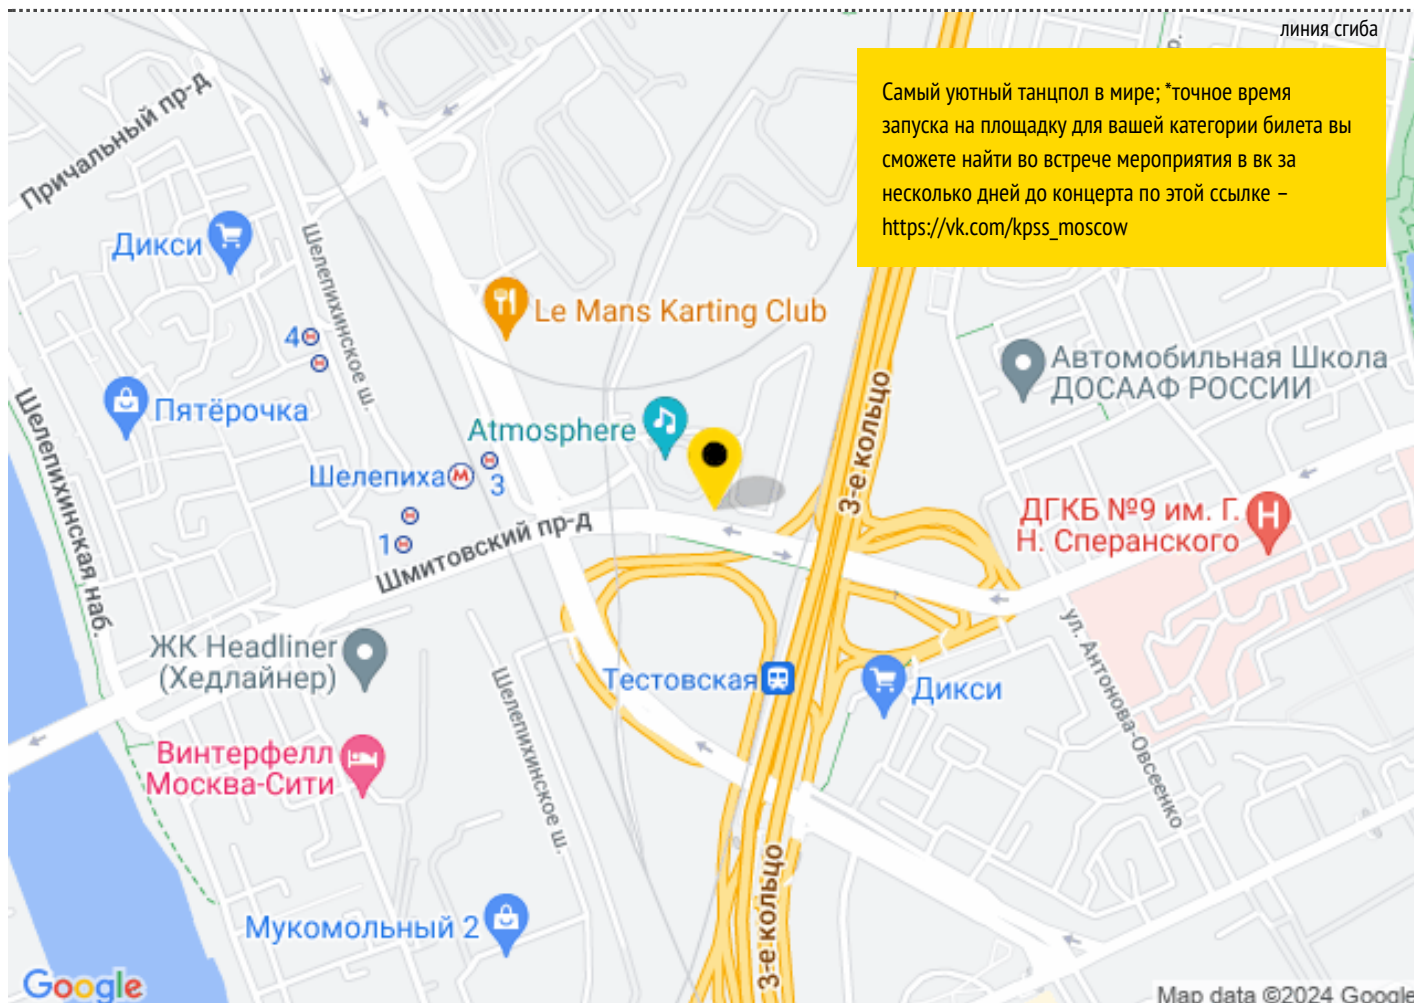 линия сгиба
Самый уютный танцпол в мире; *точное время
запуска на площадку для вашей категории билета вы
сможете найти во встрече мероприятия в вк за
несколько дней до концерта по этой ссылке –
https://vk.com/kpss_moscow
Причальный пр-д
Дикси
Шелепихинское ш.
Le Mans Karting Club
4
Автомобильная Школа
ДОСААФ РОССИИ
Пятёрочка
Шелепихинская наб.
Atmosphere
3-е кольцо
Шелепиха
М
3
1
Шмитовский пр-д
ДГКБ №9 им. Г.
Н. Сперанского
H
ЖК Headliner
(Хедлайнер)
ул. Антонова-Овсеенко
Шелепихинское ш.
Тестовская
Дикси
Винтерфелл
Москва-Сити
3-е кольцо
Мукомольный 2
Google
Map data ©2024 Google